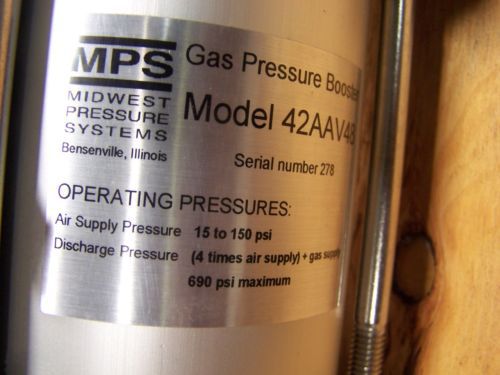 MPS
MIDWEST
PRESSURE
SYSTEMS
Bensenville, Illinois
Gas Pressure Booster
Model 42AAV48
Serial number 278
OPERATING PRESSURES:
Air Supply Pressure 15 to 150 psi
Discharge Pressure (4 times air supply) + gas supply
690 psi maximum